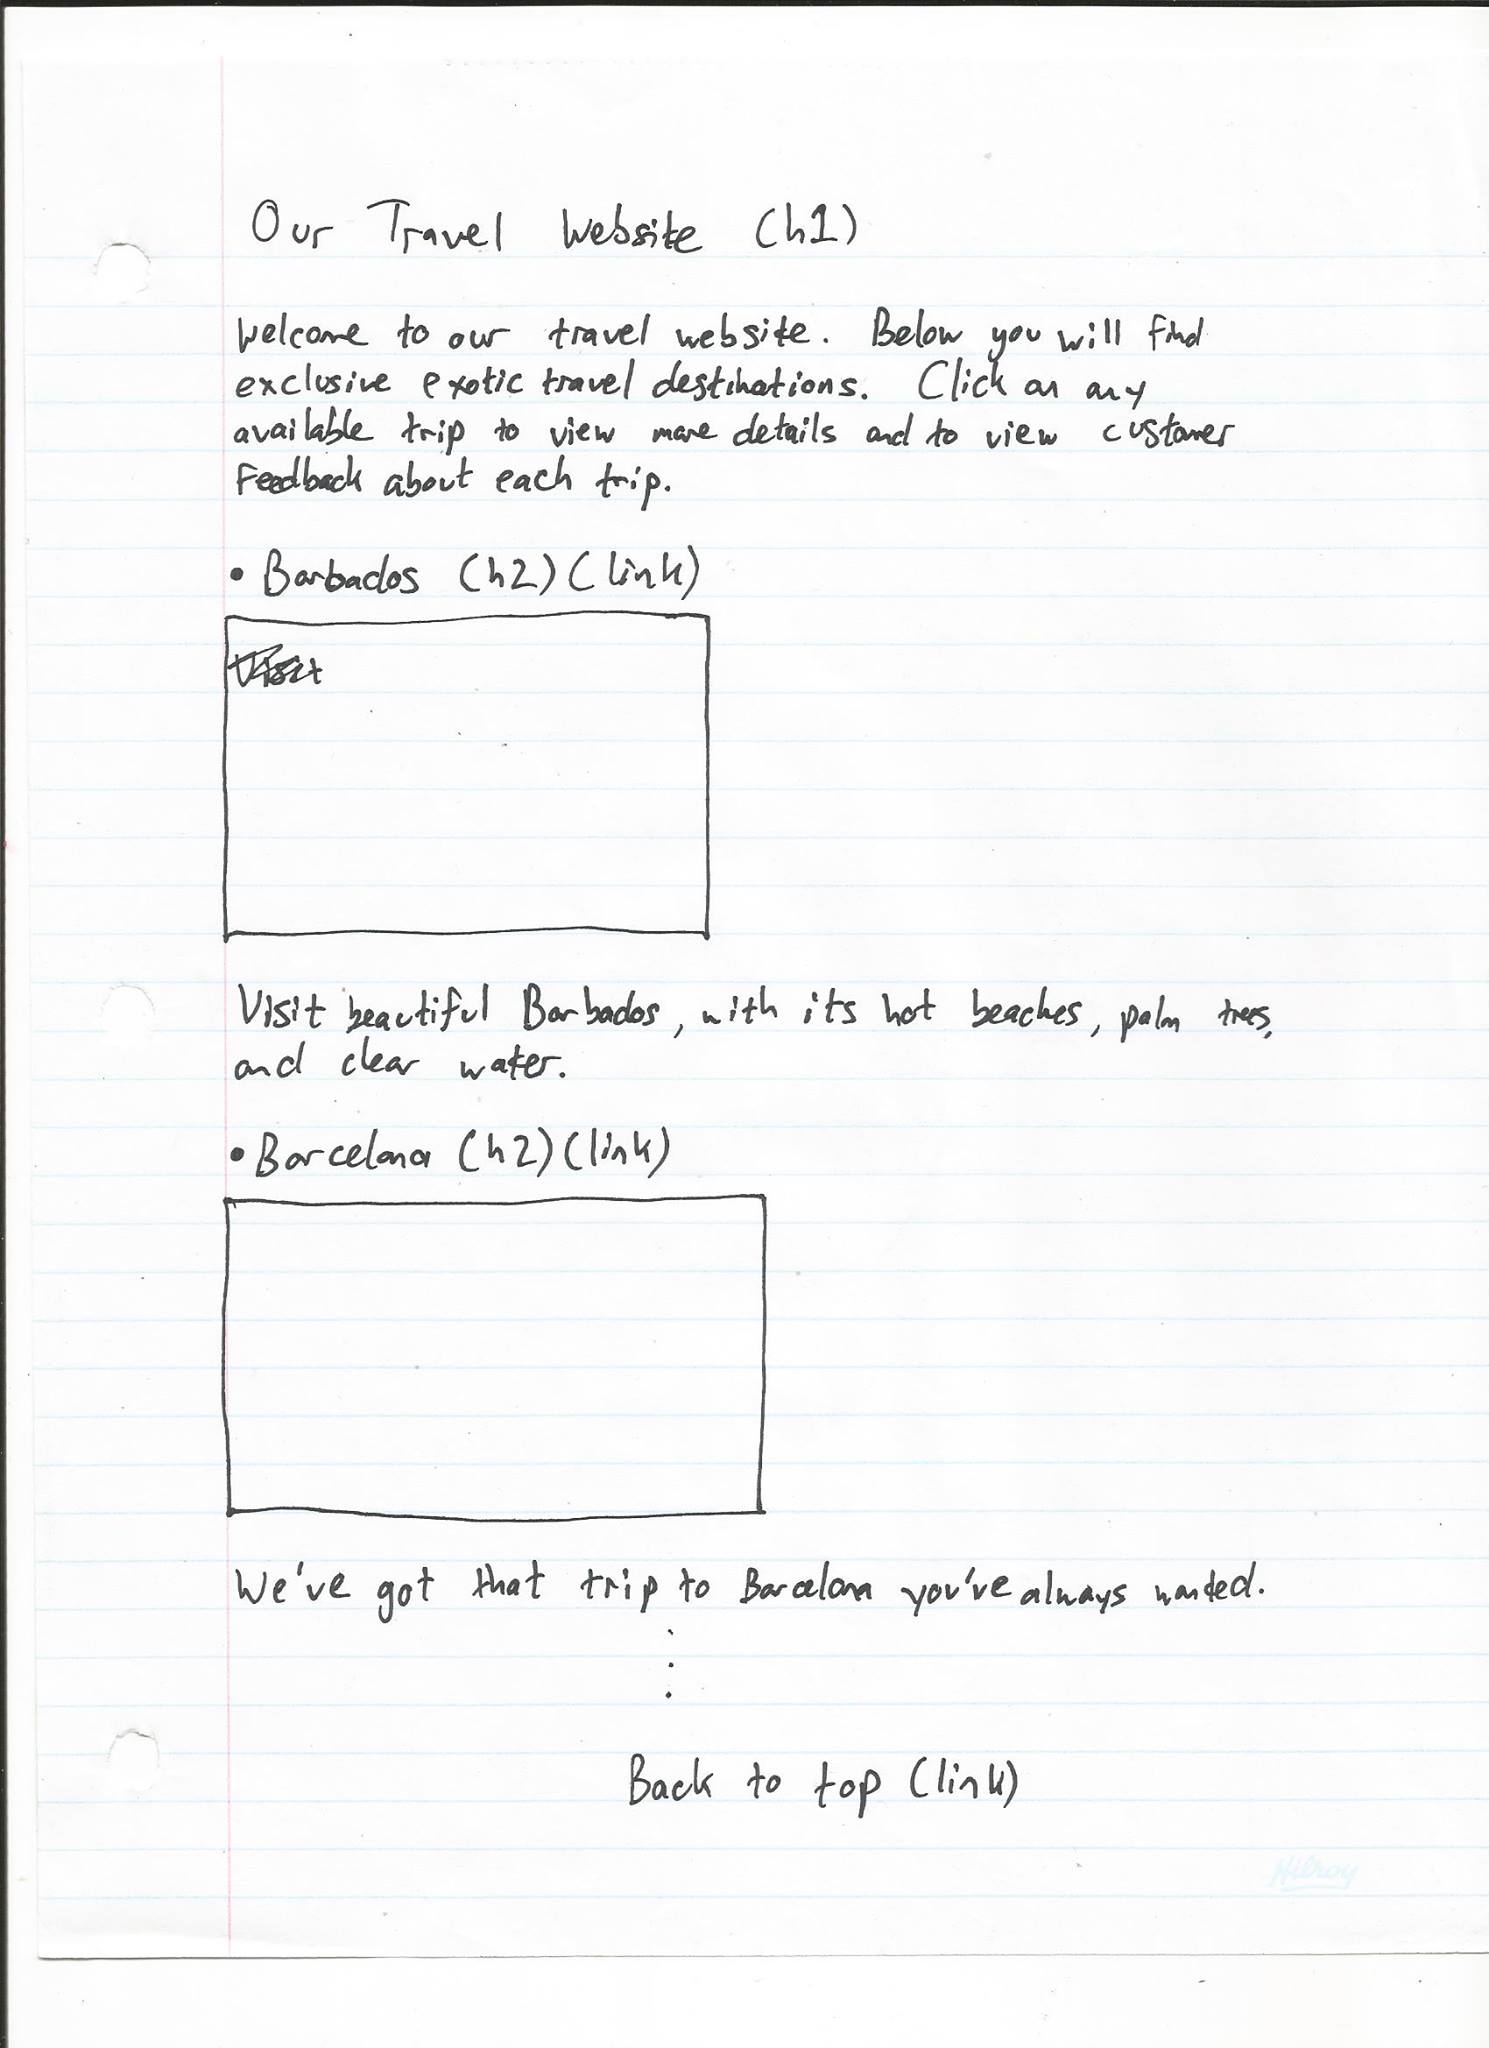 Our Travel Website (h1)
Welcome to our travel website. Below you will find
exclusive exotic travel destinations. Click on any
available trip to view more details and to view customer
Feedback about each trip.
• Barbados (h2) (link)
Visit
Visit beautiful Barbados, with its hot beaches, palm trees,
and clear water.
• Barcelona (h2) (link)
We've got that trip to Barcelona you've always wanted.
Back to top (link)
Hilroy